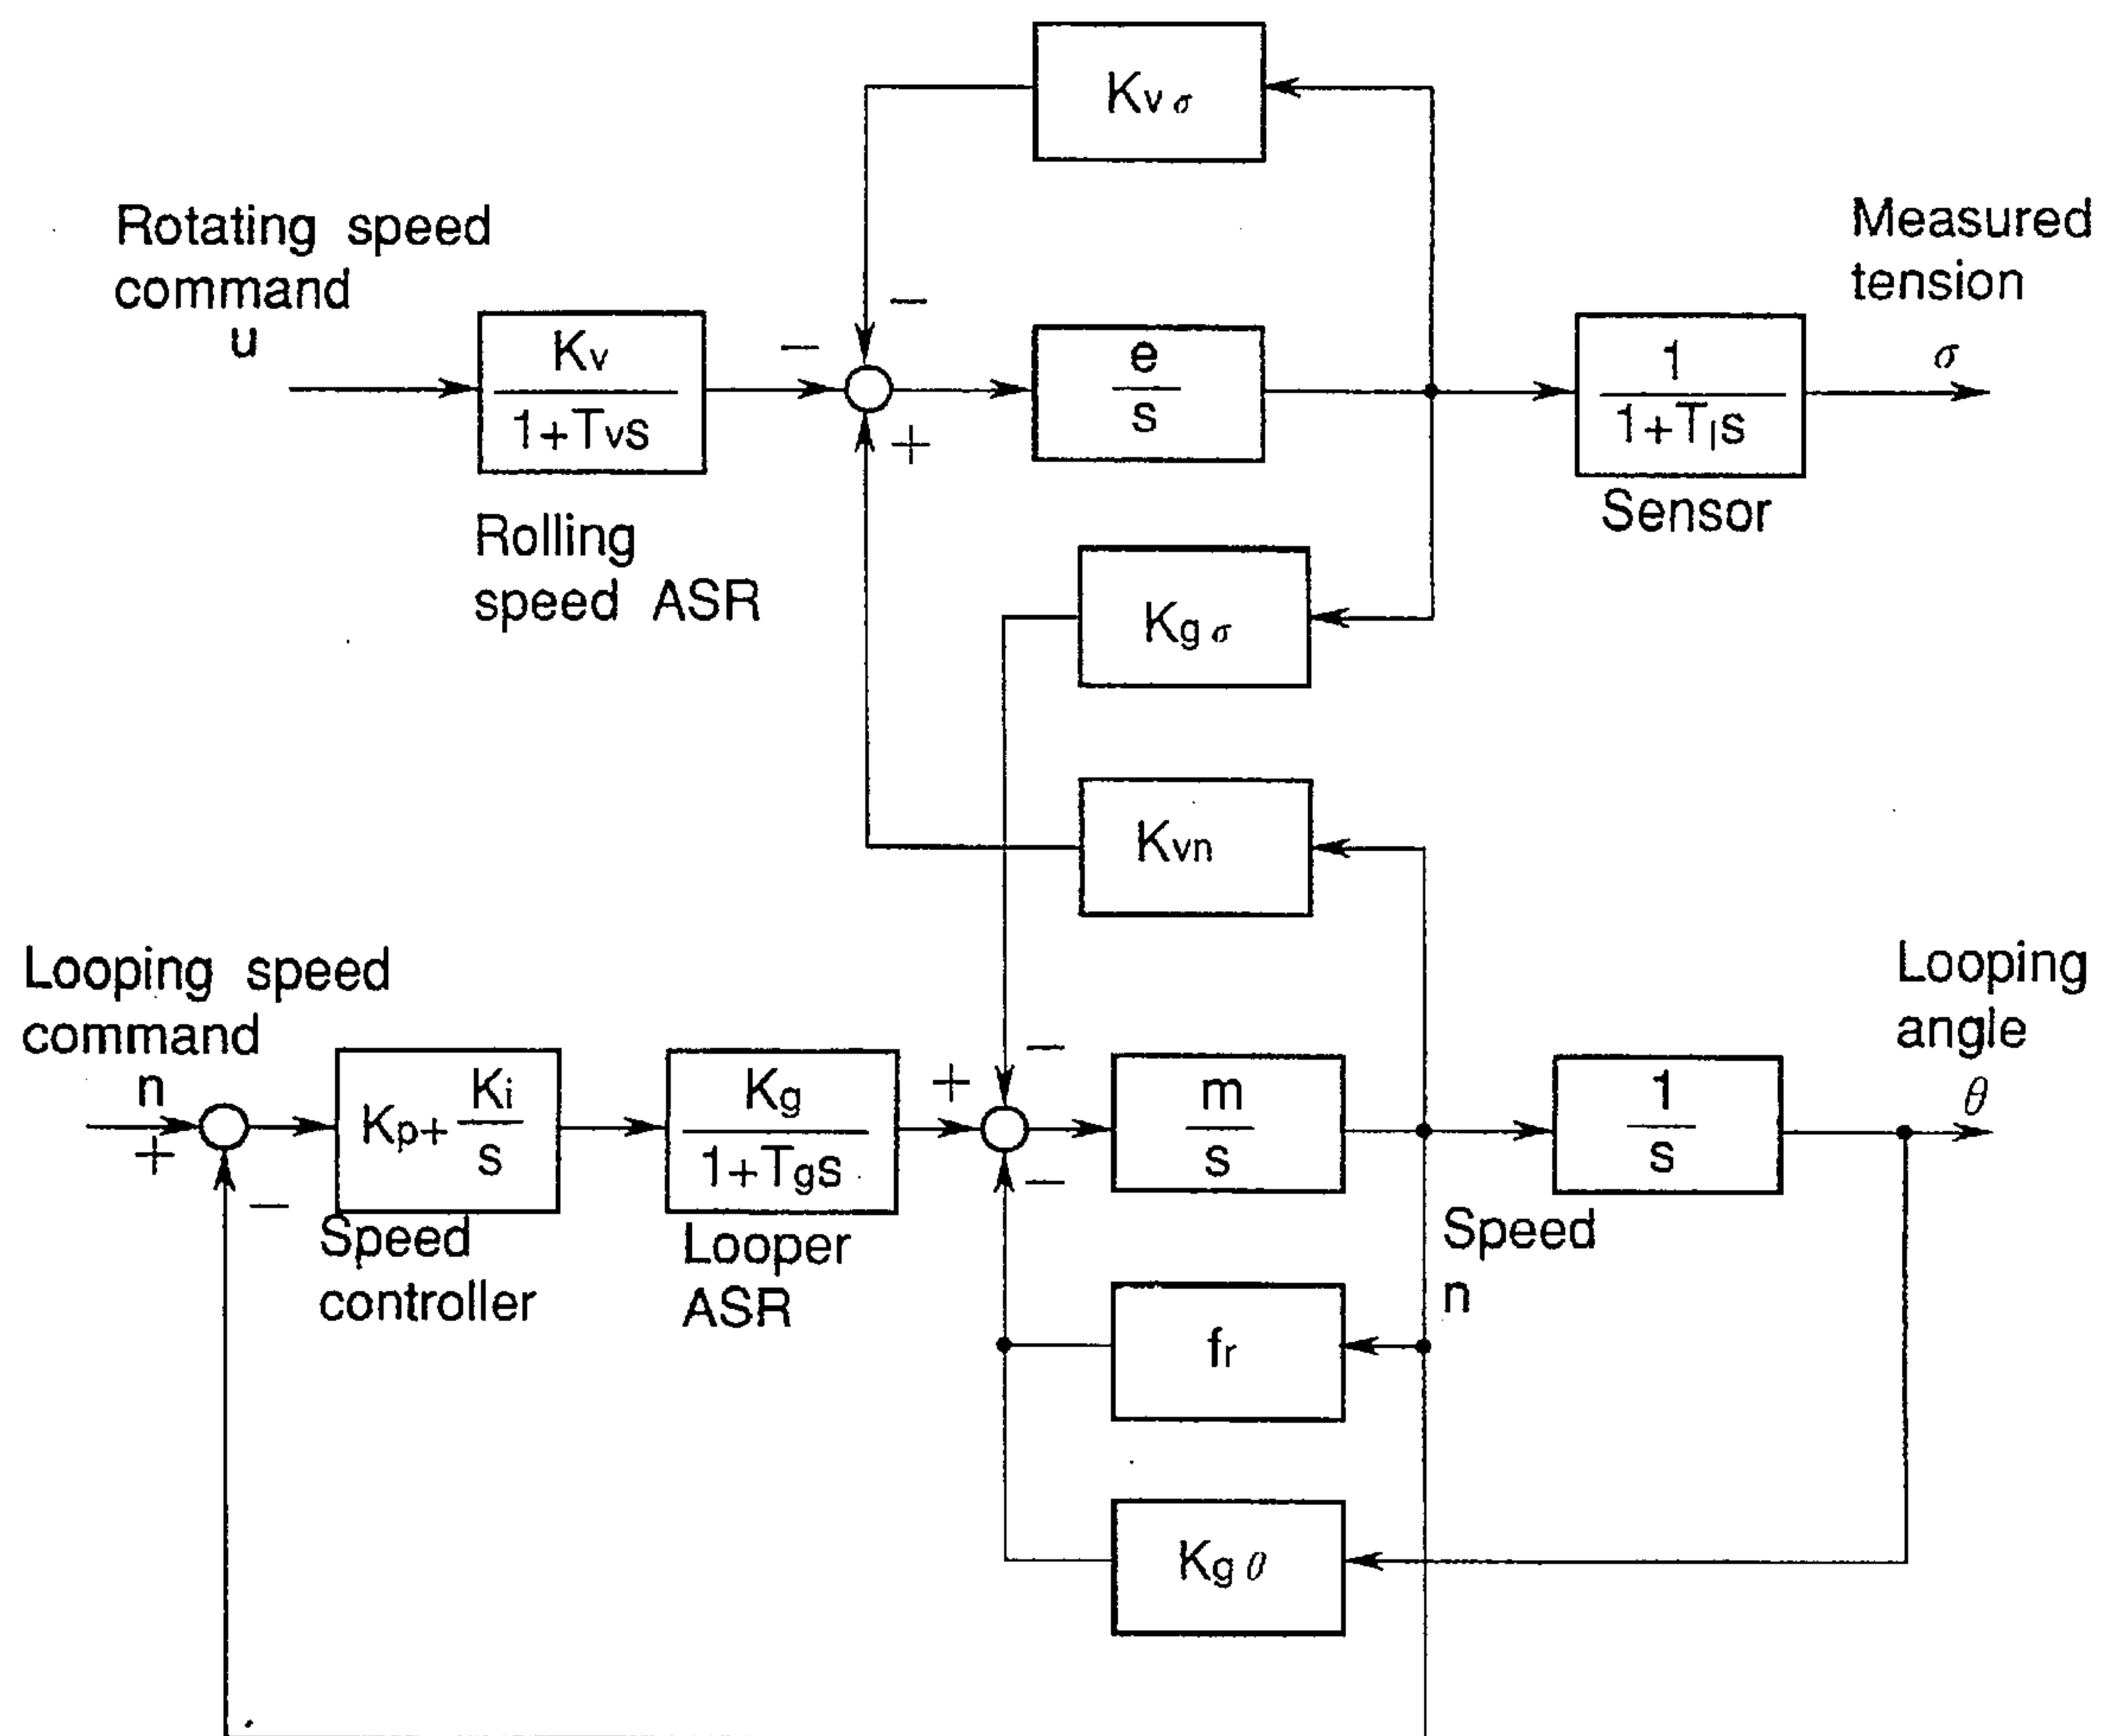 Kvσ
Rotating speed
command
u
Measured
tension
σ
Kv
1+Tvs
−
−
+
e
s
1
1+Tls
Sensor
Rolling
speed ASR
Kgσ
Kvn
Looping speed
command
n
+
−
Kp+ Ki
s
Speed
controller
Kg
1+Tgs
Looper
ASR
+
−
−
m
s
Speed
n
1
s
Looping
angle
θ
fr
Kgθ